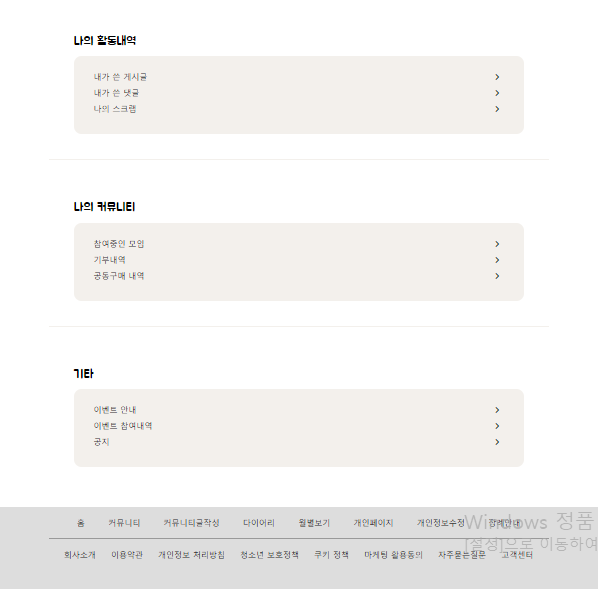 나의 활동내역
내가 쓴 게시글
내가 쓴 댓글
나의 스크랩
나의 커뮤니티
참여중인 모임
기부내역
공동구매 내역
기타
이벤트 안내
이벤트 참여내역
공지
홈 커뮤니티 커뮤니티글작성 다이어리 월별보기 개인페이지 개인정보수정
Windows 정품
회사소개 이용약관 개인정보 처리방침 청소년 보호정책 쿠키 정책 마케팅 활용동의 자주묻는질문 고객센터
[설정]으로 이동하여